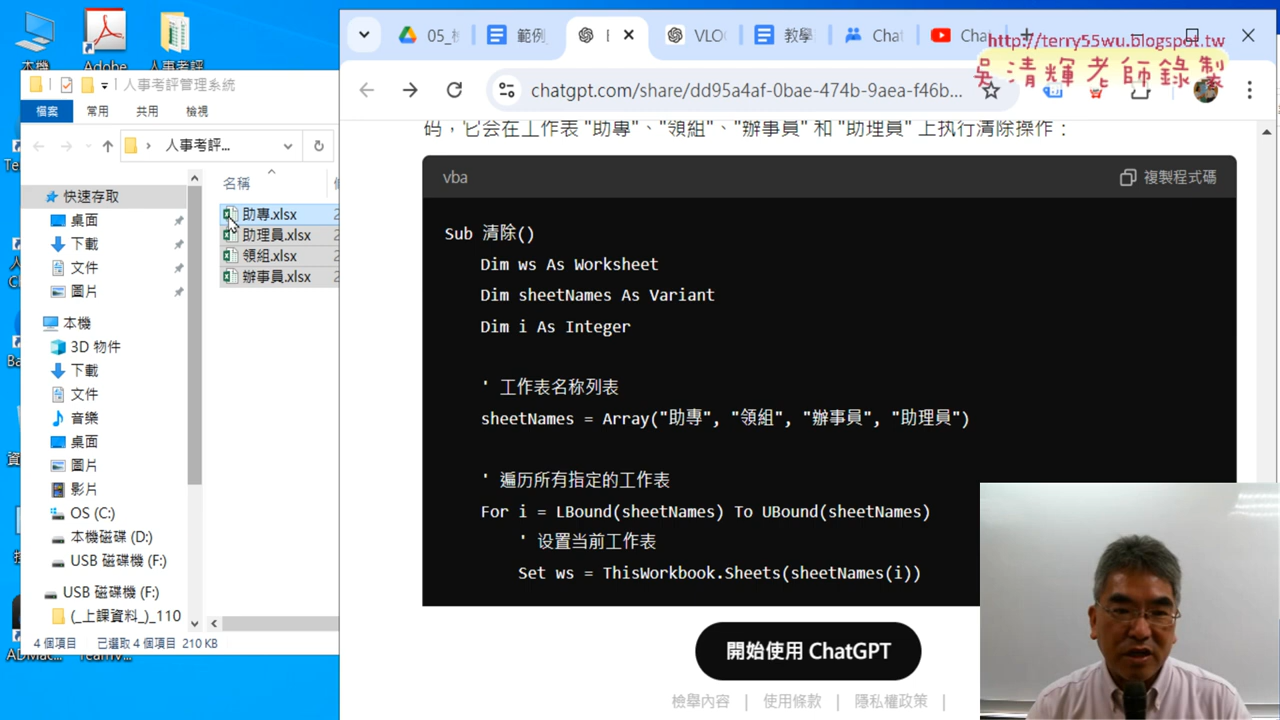 本機
Adobe
人事考評
人事考評管理系統
檔案
常用
共用
檢視
人事考評...
名稱
快速存取
桌面
下載
文件
圖片
本機
3D 物件
下載
文件
音樂
桌面
圖片
影片
OS (C:)
本機磁碟 (D:)
USB 磁碟機 (F:)
USB 磁碟機 (F:)
(_上課資料_)_110
助專.xlsx
助理員.xlsx
領組.xlsx
辦事員.xlsx
4 個項目 已選取 4 個項目 210 KB
05_
範例
VLO
教學
Chat
Cha
http://terry55wu.blogspot.tw
吳清輝老師錄製
chatgpt.com/share/dd95a4af-0bae-474b-9aea-f46b...
码，它会在工作表 "助專"、"領組"、"辦事員" 和 "助理員" 上执行清除操作：
vba
複製程式碼
Sub 清除()
Dim ws As Worksheet
Dim sheetNames As Variant
Dim i As Integer
' 工作表名称列表
sheetNames = Array("助專", "領組", "辦事員", "助理員")
' 遍历所有指定的工作表
For i = LBound(sheetNames) To UBound(sheetNames)
' 设置当前工作表
Set ws = ThisWorkbook.Sheets(sheetNames(i))
開始使用 ChatGPT
檢舉內容 | 使用條款 | 隱私權政策 |